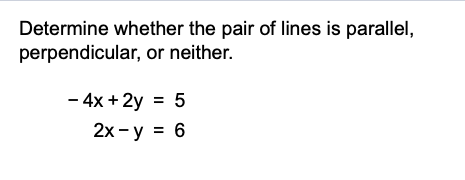 Determine whether the pair of lines is parallel,
perpendicular, or neither.
- 4x + 2y = 5
2x - y = 6